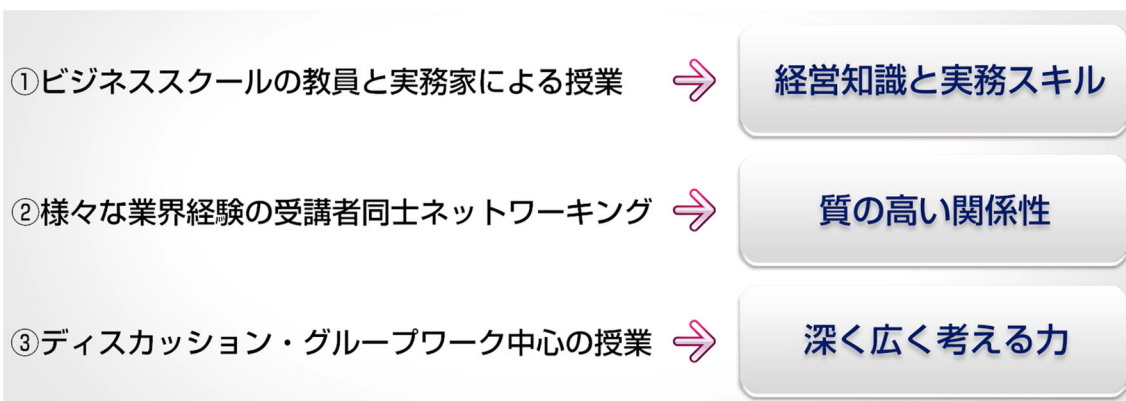 ①ビジネススクールの教員と実務家による授業
経営知識と実務スキル
②様々な業界経験の受講者同士ネットワーキング
質の高い関係性
③ディスカッション・グループワーク中心の授業
深く広く考える力